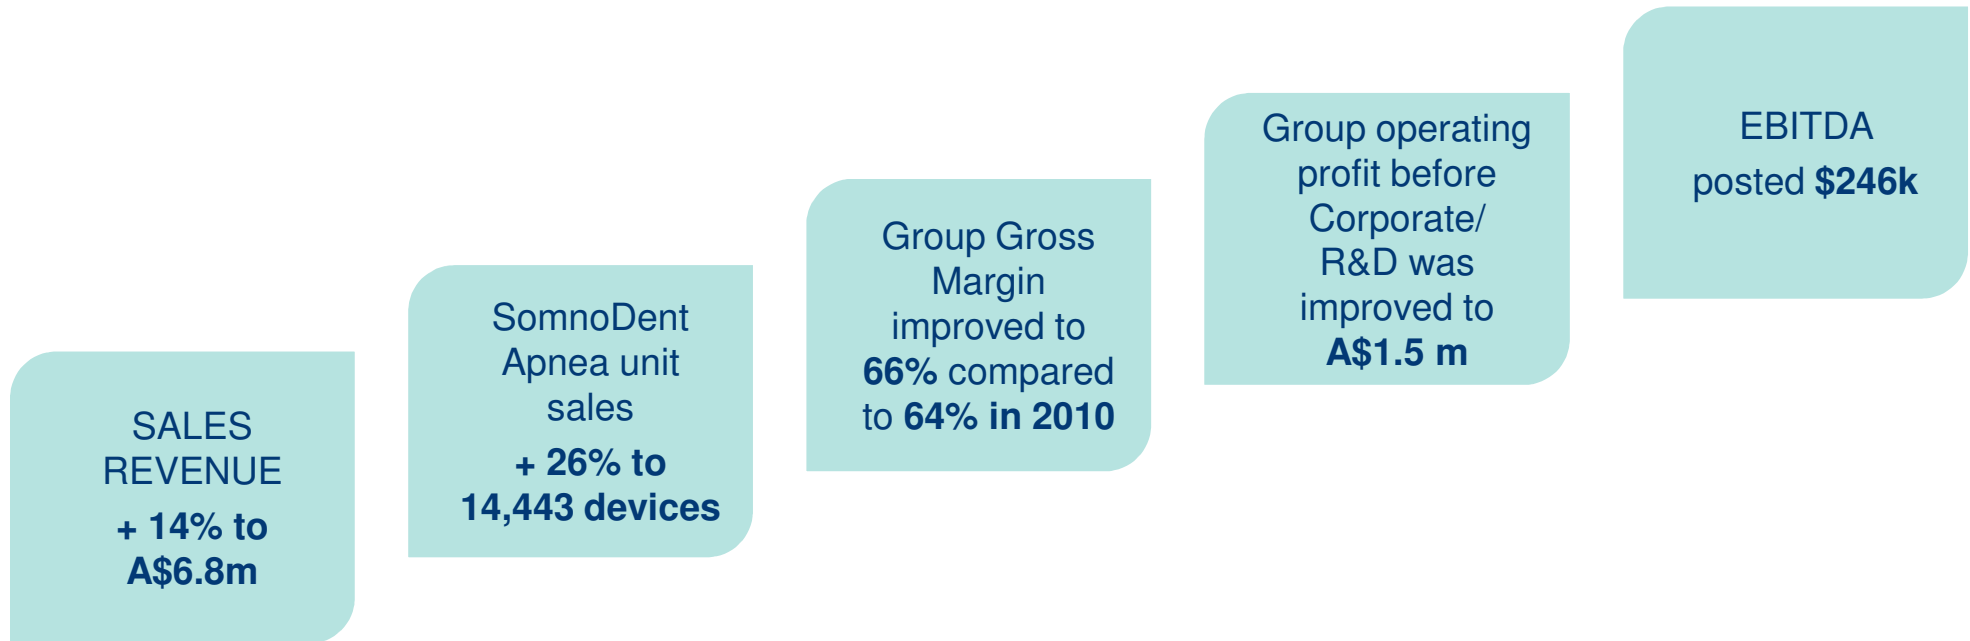 SALES
REVENUE
+ 14% to
A$6.8m
SomnoDent
Apnea unit
sales
+ 26% to
14,443 devices
Group Gross
Margin
improved to
66% compared
to 64% in 2010
Group operating
profit before
Corporate/
R&D was
improved to
A$1.5 m
EBITDA
posted $246k